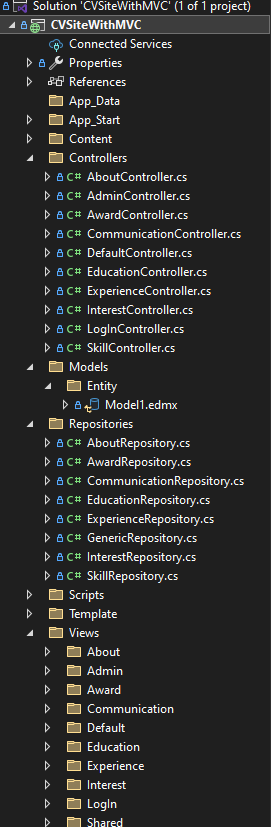 Solution 'CVSiteWithMVC' (1 of 1 project)
CVSiteWithMVC
Connected Services
Properties
References
App_Data
App_Start
Content
Controllers
C# AboutController.cs
C# AdminController.cs
C# AwardController.cs
C# CommunicationController.cs
C# DefaultController.cs
C# EducationController.cs
C# ExperienceController.cs
C# InterestController.cs
C# LogInController.cs
C# SkillController.cs
Models
Entity
Model1.edmx
Repositories
C# AboutRepository.cs
C# AwardRepository.cs
C# CommunicationRepository.cs
C# EducationRepository.cs
C# ExperienceRepository.cs
C# GenericRepository.cs
C# InterestRepository.cs
C# SkillRepository.cs
Scripts
Template
Views
About
Admin
Award
Communication
Default
Education
Experience
Interest
LogIn
Shared